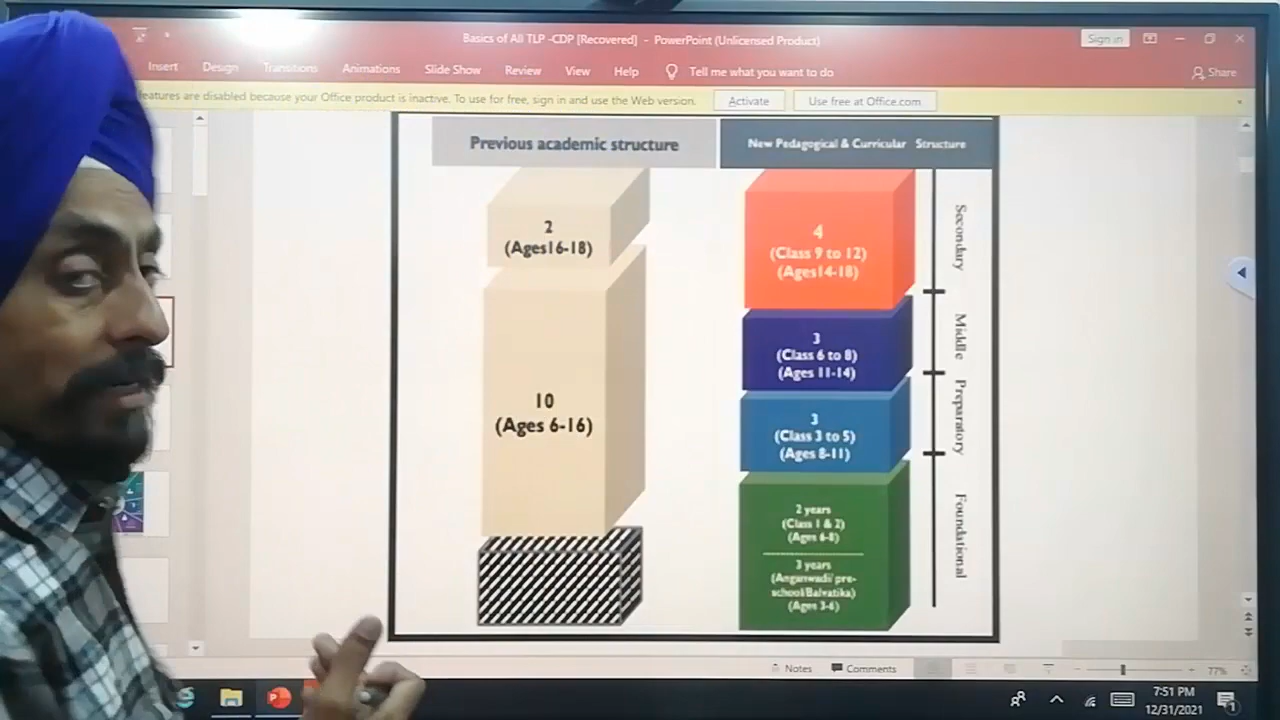 Basics of All TLP -CDP [Recovered] - PowerPoint (Unlicensed Product)
Sign in
Insert Design Transitions Animations Slide Show Review View Help Tell me what you want to do
Share
features are disabled because your Office product is inactive. To use for free, sign in and use the Web version.
Activate
Use free at Office.com
Previous academic structure
2
(Ages16-18)
10
(Ages 6-16)
New Pedagogical & Curricular Structure
4
(Class 9 to 12)
(Ages14-18)
3
(Class 6 to 8)
(Ages 11-14)
3
(Class 3 to 5)
(Ages 8-11)
2 years
(Class 1 & 2)
(Ages 6-8)
3 years
(Anganwadi/ pre-
school/Balvatika)
(Ages 3-6)
Secondary
Middle
Preparatory
Foundational
Notes
Comments
77%
7:51 PM
12/31/2021
1